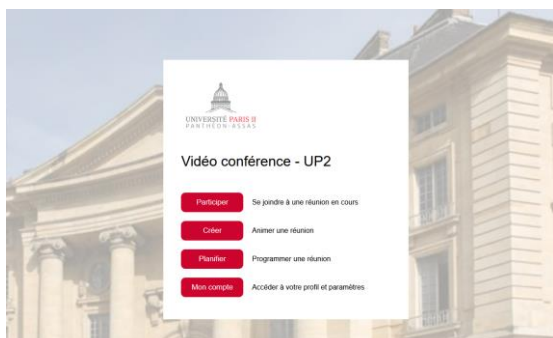 UNIVERSITÉ PARIS II
PANTHÉON-ASSAS
Vidéo conférence - UP2
Participer Se joindre à une réunion en cours
Créer Animer une réunion
Planifier Programmer une réunion
Mon compte Accéder à votre profil et paramètres